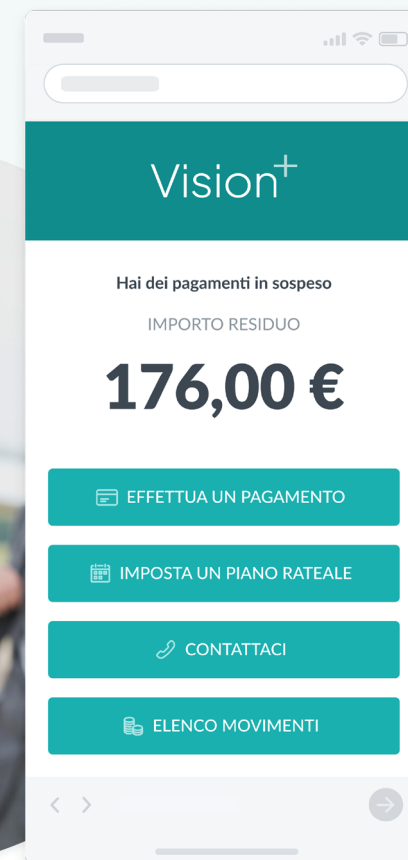 Vision+
Hai dei pagamenti in sospeso
IMPORTO RESIDUO
176,00 €
EFFETTUA UN PAGAMENTO
IMPOSTA UN PIANO RATEALE
CONTATTACI
ELENCO MOVIMENTI